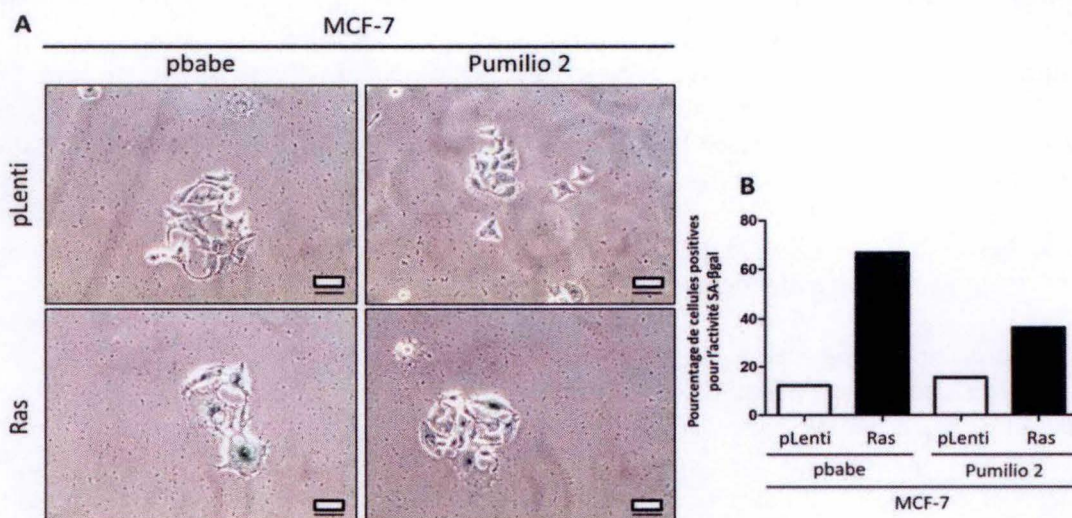 A
MCF-7
pbabe
Pumilio 2
pLenti
Ras
B
Pourcentage de cellules positives
pour l'activité SA-βgal
80
60
40
20
0
pLenti
Ras
pLenti
Ras
pbabe
Pumilio 2
MCF-7